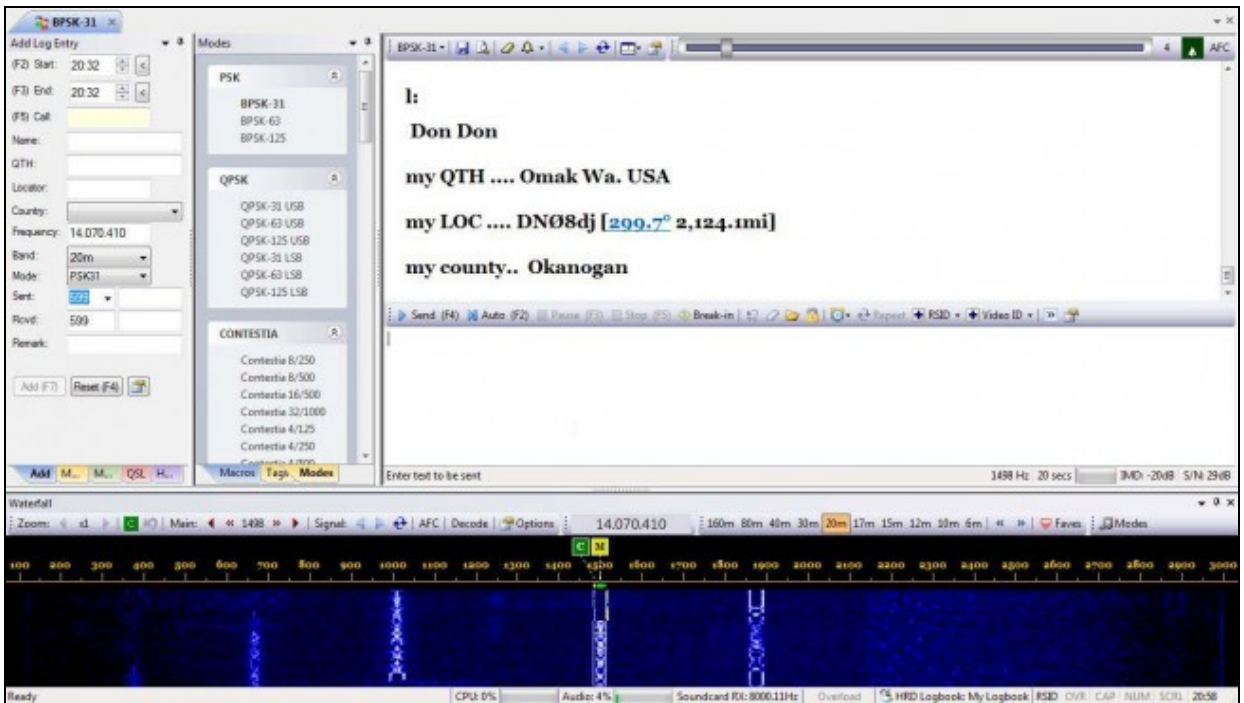 BPSK-31
Add Log Entry
(F2) Start: 20:32 <
(F3) End: 20:32 <
(F5) Call:
Name:
QTH:
Locator:
Country:
Frequency: 14.070.410
Band: 20m
Mode: PSK31
Sent: 599
Rcvd: 599
Remark:
Add (F7) Reset (F4)
Add M... M... QSL H...
Modes
PSK
BPSK-31
BPSK-63
BPSK-125
QPSK
QPSK-31 USB
QPSK-63 USB
QPSK-125 USB
QPSK-31 LSB
QPSK-63 LSB
QPSK-125 LSB
CONTESTIA
Contestia 8/250
Contestia 8/500
Contestia 16/500
Contestia 32/1000
Contestia 4/125
Contestia 4/250
Macros Tags Modes
BPSK-31 4 AFC
l:
Don Don
my QTH .... Omak Wa. USA
my LOC .... DNØ8dj [299.7° 2,124.1mi]
my county.. Okanogan
Send (F4) Auto (F2) Pause (F3) Stop (F5) Break-in Repeat RSID Video ID
Enter text to be sent 1498 Hz 20 secs IMD: -20dB S/N: 29dB
Waterfall
Zoom: x1 C Main: 1498 Signal: AFC Decode Options 14.070.410 160m 80m 40m 30m 20m 17m 15m 12m 10m 6m Faves Modes
C M
100 200 300 400 500 600 700 800 900 1000 1100 1200 1300 1400 1500 1600 1700 1800 1900 2000 2100 2200 2300 2400 2500 2600 2700 2800 2900 3000
Ready CPU: 0% Audio: 4% Soundcard RX: 8000.11Hz Overload HRD Logbook: My Logbook RSID OVR CAP NUM SCRL 20:58